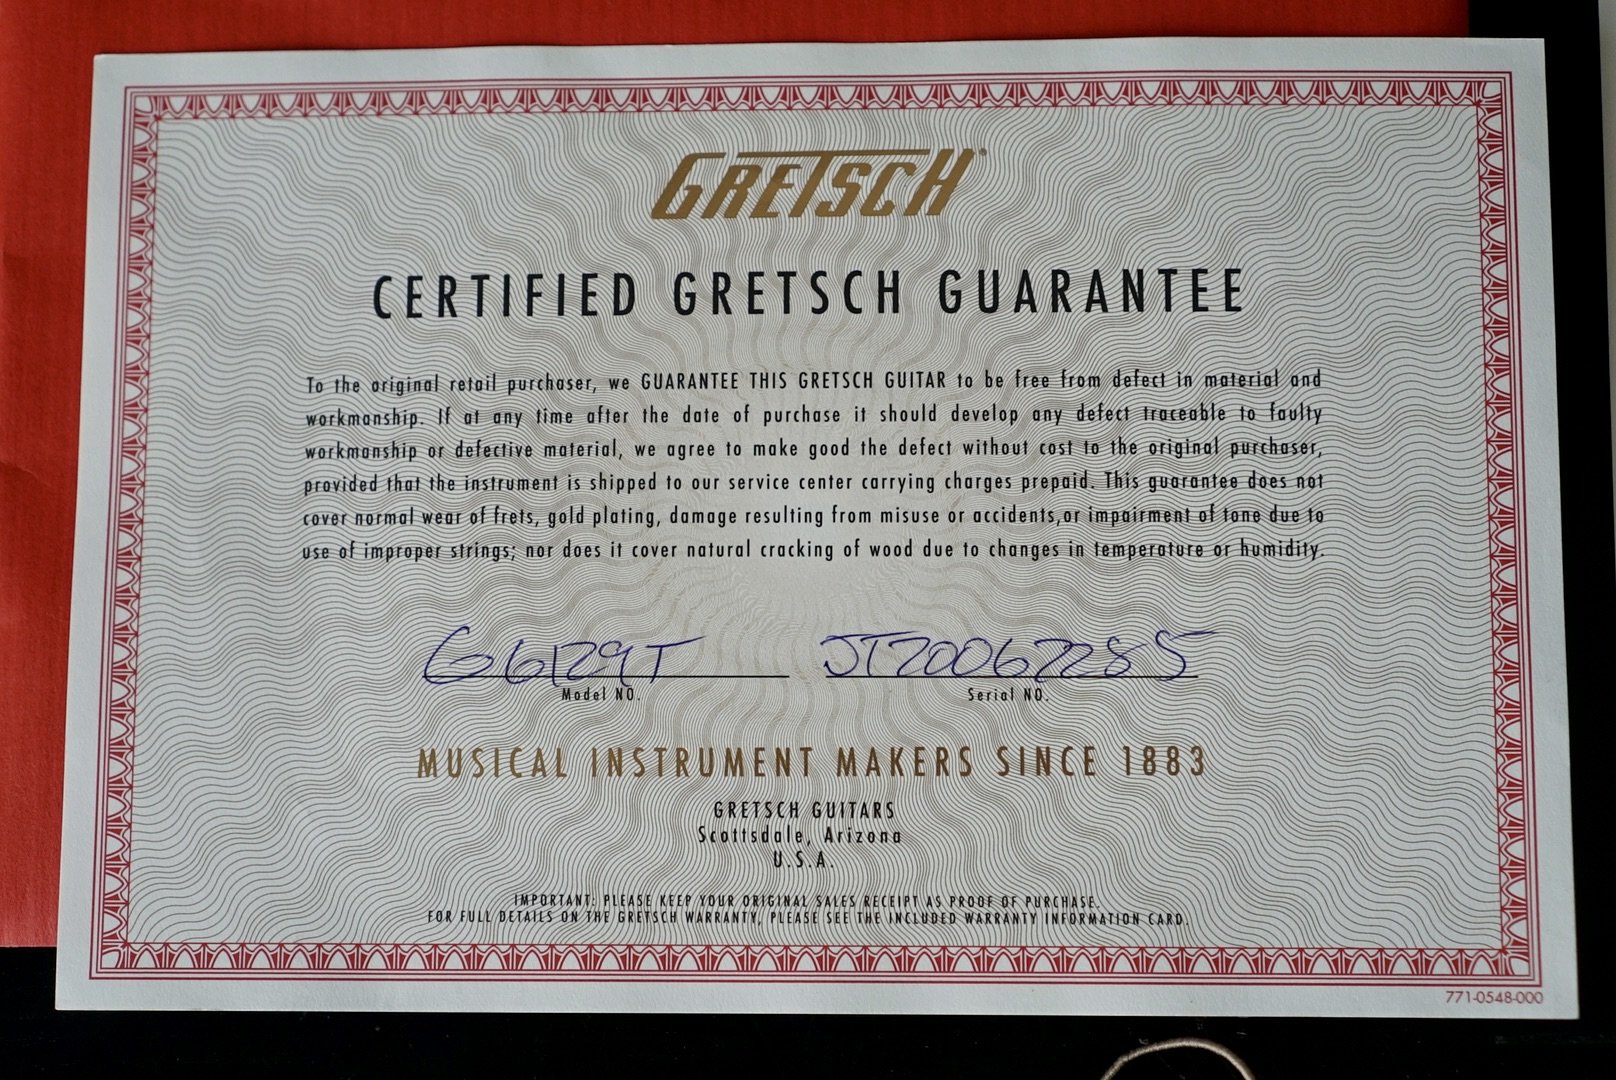 GRETSCH®
CERTIFIED GRETSCH GUARANTEE
To the original retail purchaser, we GUARANTEE THIS GRETSCH GUITAR to be free from defect in material and
workmanship. If at any time after the date of purchase it should develop any defect traceable to faulty
workmanship or defective material, we agree to make good the defect without cost to the original purchaser,
provided that the instrument is shipped to our service center carrying charges prepaid. This guarantee does not
cover normal wear of frets, gold plating, damage resulting from misuse or accidents,or impairment of tone due to
use of improper strings; nor does it cover natural cracking of wood due to changes in temperature or humidity.
G6129T JT20062285
Model NO. Serial NO.
MUSICAL INSTRUMENT MAKERS SINCE 1883
GRETSCH GUITARS
Scottsdale, Arizona
U.S.A.
IMPORTANT: PLEASE KEEP YOUR ORIGINAL SALES RECEIPT AS PROOF OF PURCHASE.
FOR FULL DETAILS ON THE GRETSCH WARRANTY, PLEASE SEE THE INCLUDED WARRANTY INFORMATION CARD.
771-0548-000